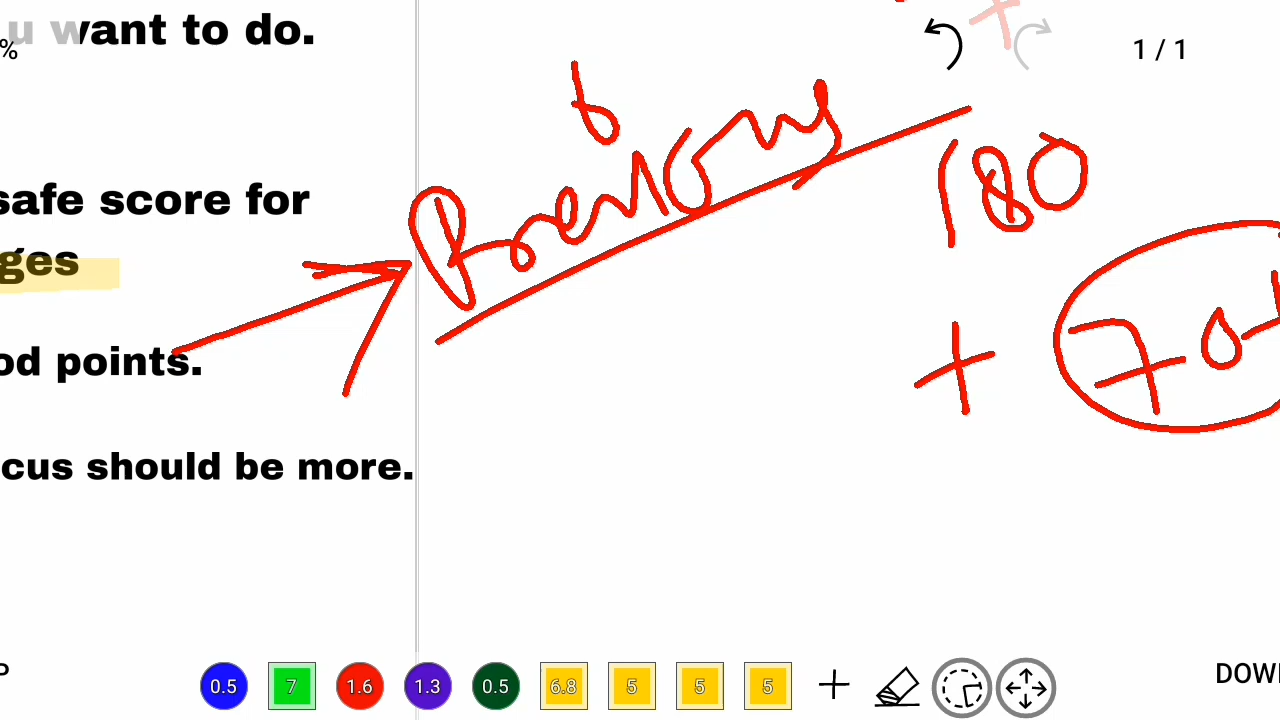 u want to do.
%
1 / 1
Previous
180
safe score for
ges
+ 70+
od points.
cus should be more.
P
DOW
0.5 7 1.6 1.3 0.5 6.8 5 5 5